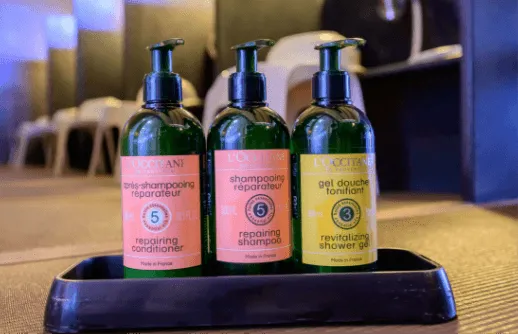 L'OCCITANE
après-shampooing
réparateur
5
repairing
conditioner
Made in France
L'OCCITANE
shampooing
réparateur
5
repairing
shampoo
Made in France
L'OCCITANE
gel douche
tonifiant
3
revitalizing
shower gel
Made in France